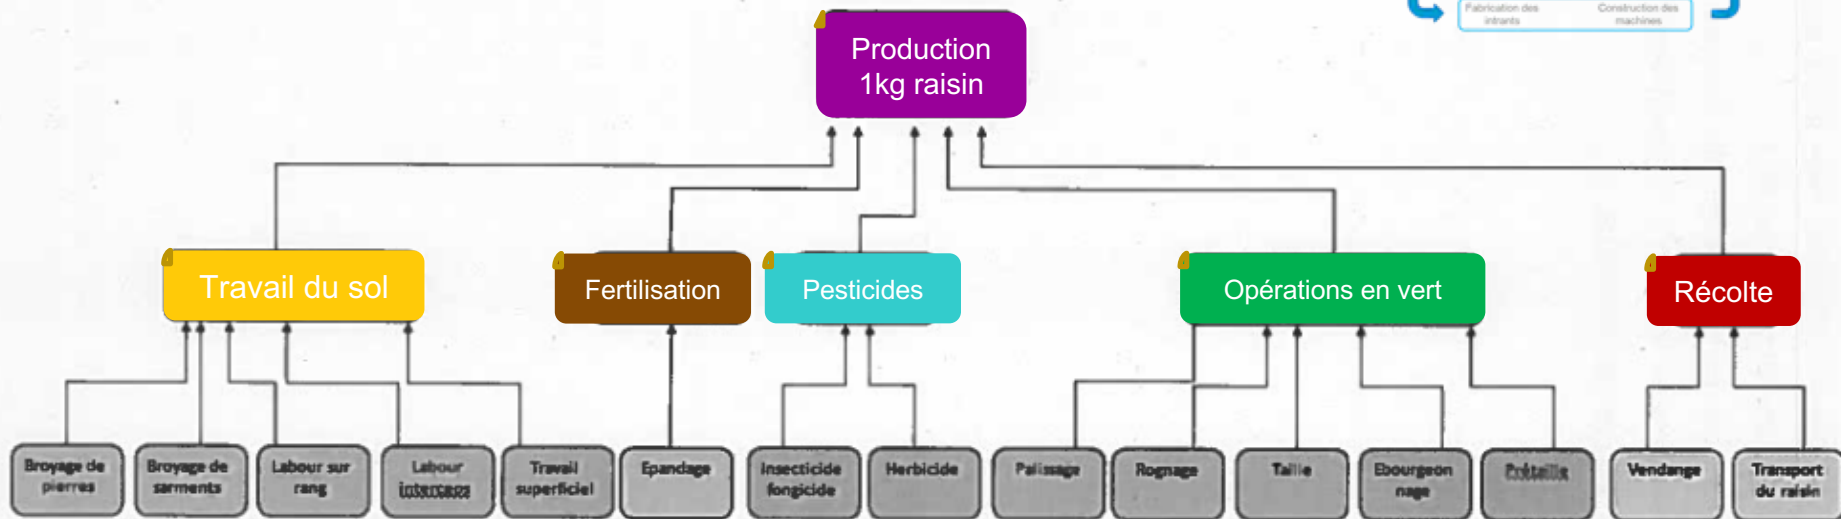 Fabrication des
intrants
Construction des
machines
Production
1kg raisin
Travail du sol
Fertilisation
Pesticides
Opérations en vert
Récolte
Broyage de
pierres
Broyage de
sarments
Labour sur
rang
Labour
interceps
Travail
superficiel
Epandage
Insecticide
fongicide
Herbicide
Palissage
Rognage
Taille
Ebourgeon
nage
Prétaille
Vendange
Transport
du raisin